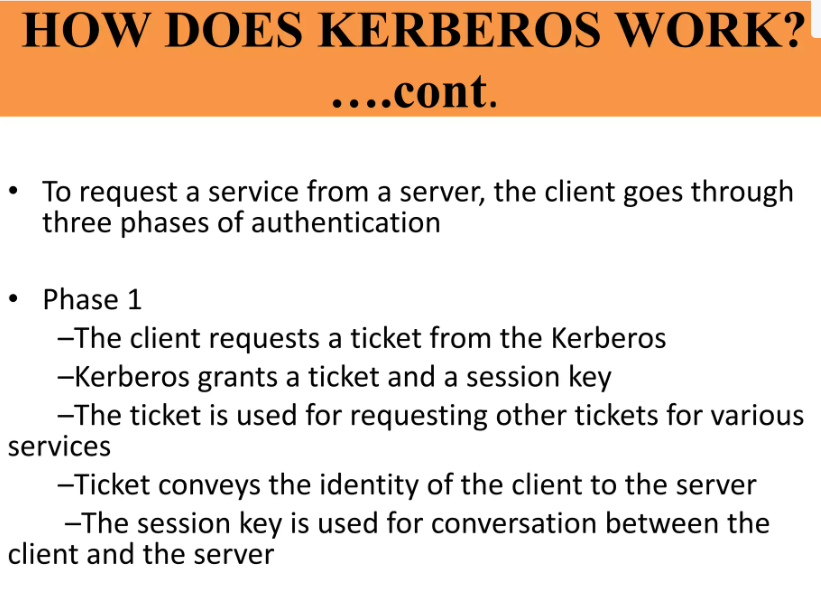 HOW DOES KERBEROS WORK?
....cont.
• To request a service from a server, the client goes through
three phases of authentication
• Phase 1
–The client requests a ticket from the Kerberos
–Kerberos grants a ticket and a session key
–The ticket is used for requesting other tickets for various
services
–Ticket conveys the identity of the client to the server
–The session key is used for conversation between the
client and the server